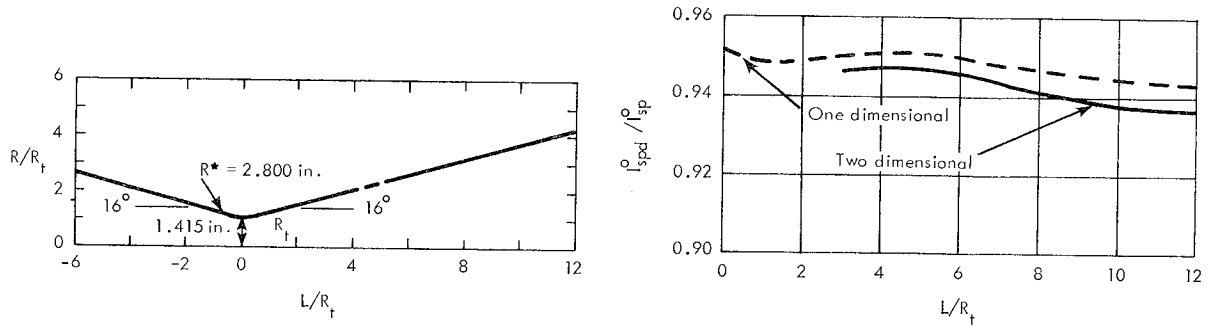 6
4
R/R_t
2
0
R* = 2.800 in.
16°
16°
1.415 in.
R_t
-6
-2
0
4
8
12
L/R_t
0.96
0.94
0.92
0.90
I°_spd / I°_sp
One dimensional
Two dimensional
0
2
4
6
8
10
12
L/R_t